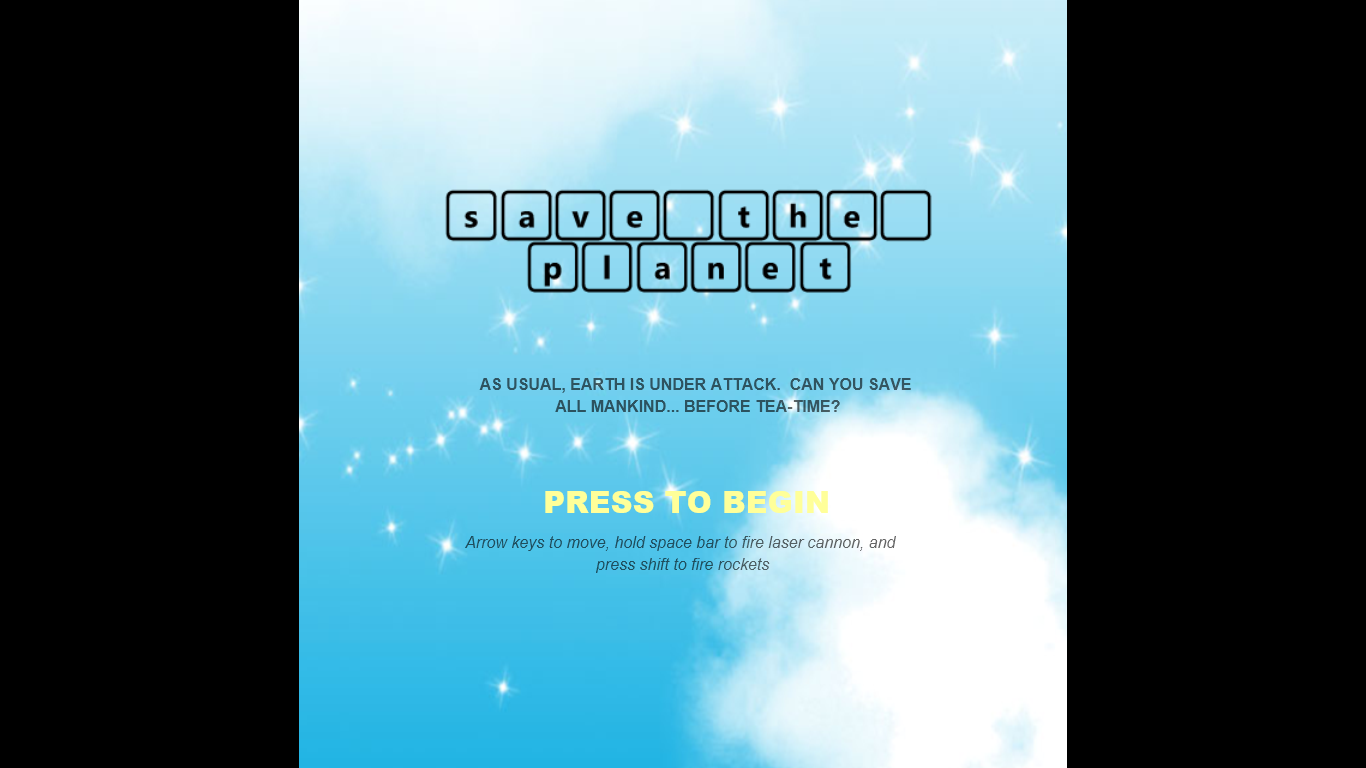 save the
planet
AS USUAL, EARTH IS UNDER ATTACK.  CAN YOU SAVE
ALL MANKIND... BEFORE TEA-TIME?
PRESS TO BEGIN
Arrow keys to move, hold space bar to fire laser cannon, and
press shift to fire rockets